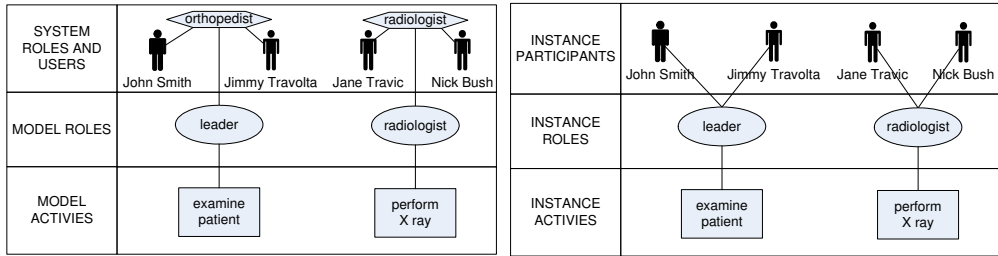 SYSTEM
ROLES AND
USERS
orthopedist
radiologist
John Smith
Jimmy Travolta
Jane Travic
Nick Bush
MODEL ROLES
leader
radiologist
MODEL
ACTIVIES
examine
patient
perform
X ray
INSTANCE
PARTICIPANTS
John Smith
Jimmy Travolta
Jane Travic
Nick Bush
INSTANCE
ROLES
leader
radiologist
INSTANCE
ACTIVIES
examine
patient
perform
X ray